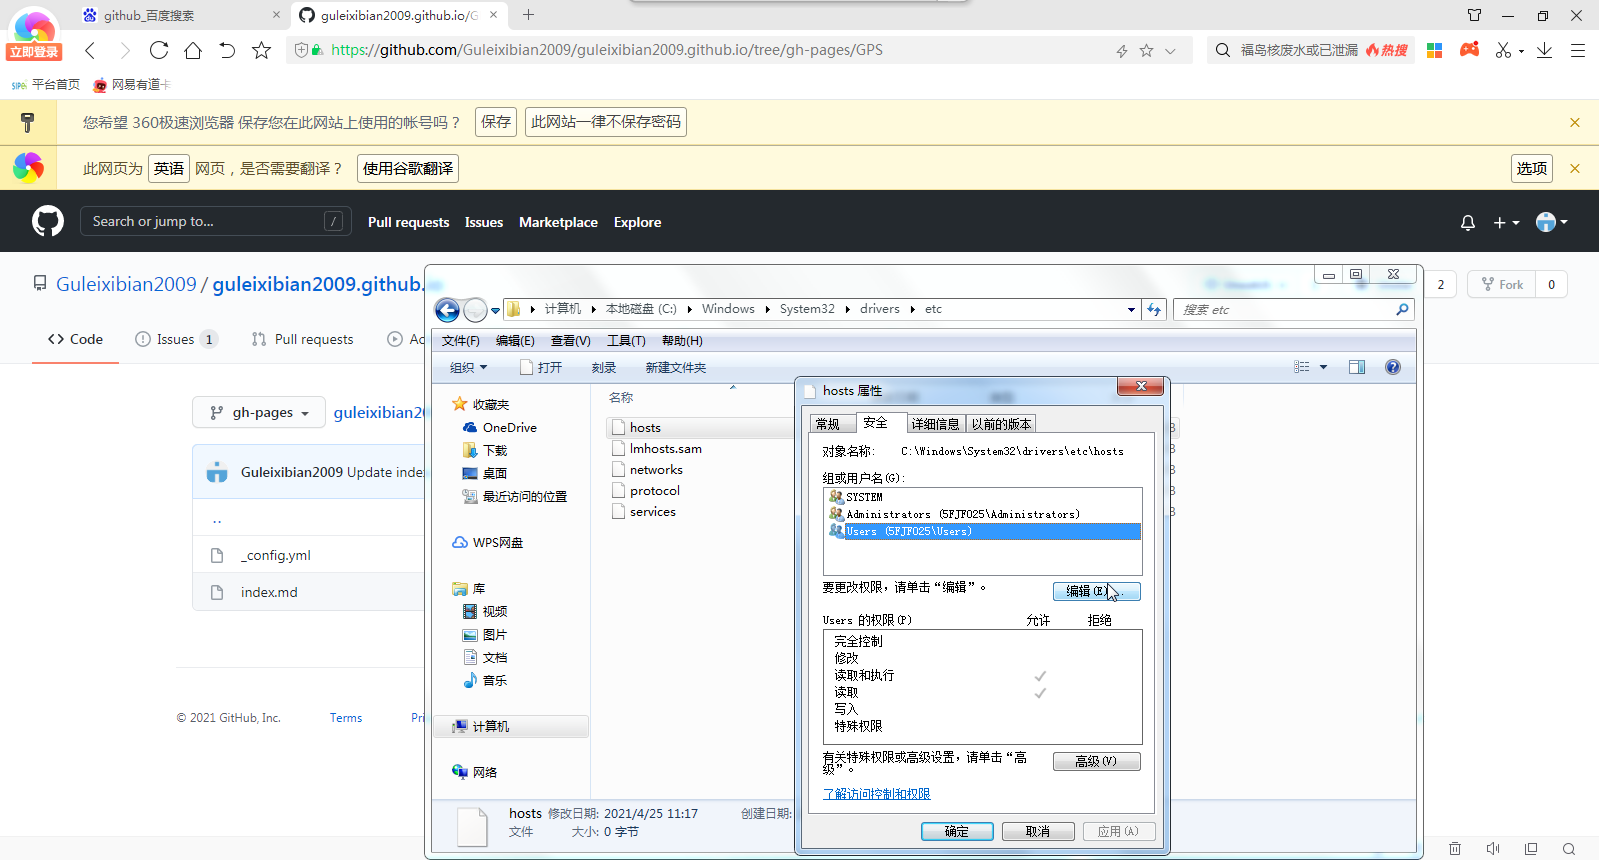 github_百度搜索
guleixibian2009.github.io/G
立即登录
https://github.com/Guleixibian2009/guleixibian2009.github.io/tree/gh-pages/GPS
福岛核废水或已泄漏 热搜
平台首页 网易有道卡
您希望 360极速浏览器 保存您在此网站上使用的帐号吗？ 保存 此网站一律不保存密码
此网页为 英语 网页，是否需要翻译？ 使用谷歌翻译 选项
Search or jump to... / Pull requests Issues Marketplace Explore
Guleixibian2009 / guleixibian2009.github. 2 Fork 0
Code Issues 1 Pull requests Ac
gh-pages guleixibian20
Guleixibian2009 Update inde
..
_config.yml
index.md
© 2021 GitHub, Inc. Terms Pri
计算机 本地磁盘 (C:) Windows System32 drivers etc 搜索 etc
文件(F) 编辑(E) 查看(V) 工具(T) 帮助(H)
组织 打开 刻录 新建文件夹
收藏夹
OneDrive
下载
桌面
最近访问的位置
WPS网盘
库
视频
图片
文档
音乐
计算机
网络
名称
hosts
lmhosts.sam
networks
protocol
services
hosts 修改日期: 2021/4/25 11:17 创建日期:
文件 大小: 0 字节
hosts 属性
常规 安全 详细信息 以前的版本
对象名称: C:\Windows\System32\drivers\etc\hosts
组或用户名(G):
SYSTEM
Administrators (5FJF025\Administrators)
Users (5FJF025\Users)
要更改权限，请单击“编辑”。 编辑(E)...
Users 的权限(P) 允许 拒绝
完全控制
修改
读取和执行
读取
写入
特殊权限
有关特殊权限或高级设置，请单击“高
级”。 高级(V)
了解访问控制和权限
确定 取消 应用(A)